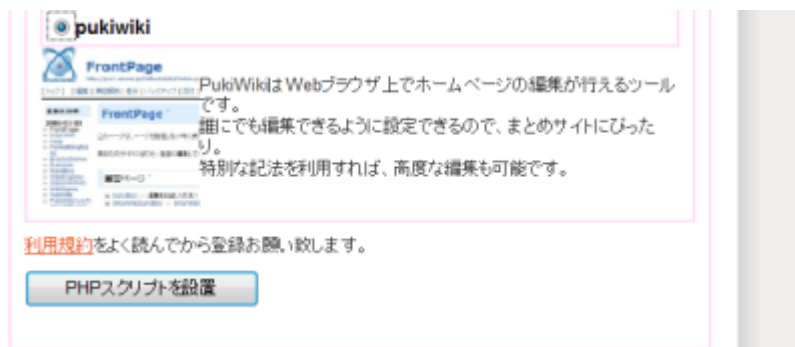 pukiwiki
FrontPage
PukiWikiはWebブラウザ上でホームページの編集が行えるツール
です。
FrontPage
誰にでも編集できるように設定できるので、まとめサイトにぴった
り。
特別な記法を利用すれば、高度な編集も可能です。
利用規約をよく読んでから登録お願い致します。
PHPスクリプトを設置